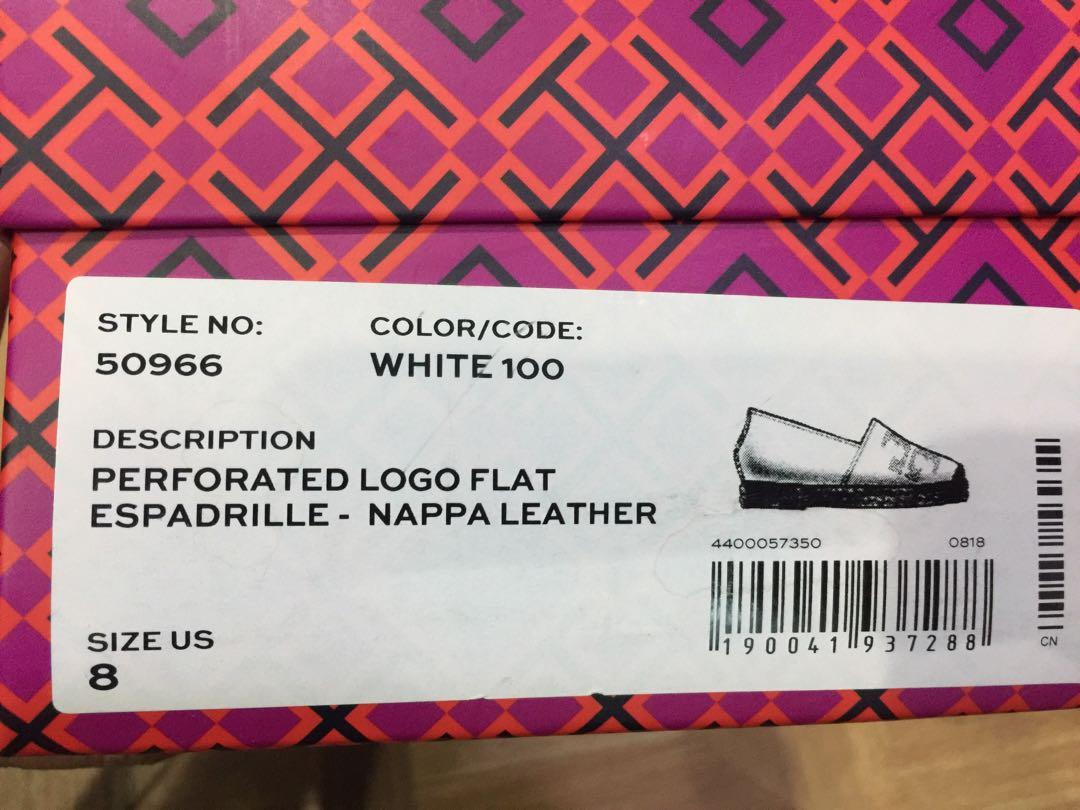 STYLE NO:
50966
COLOR/CODE:
WHITE 100
DESCRIPTION
PERFORATED LOGO FLAT
ESPADRILLE - NAPPA LEATHER
SIZE US
8
4400057350 0818
190041 937288
CN